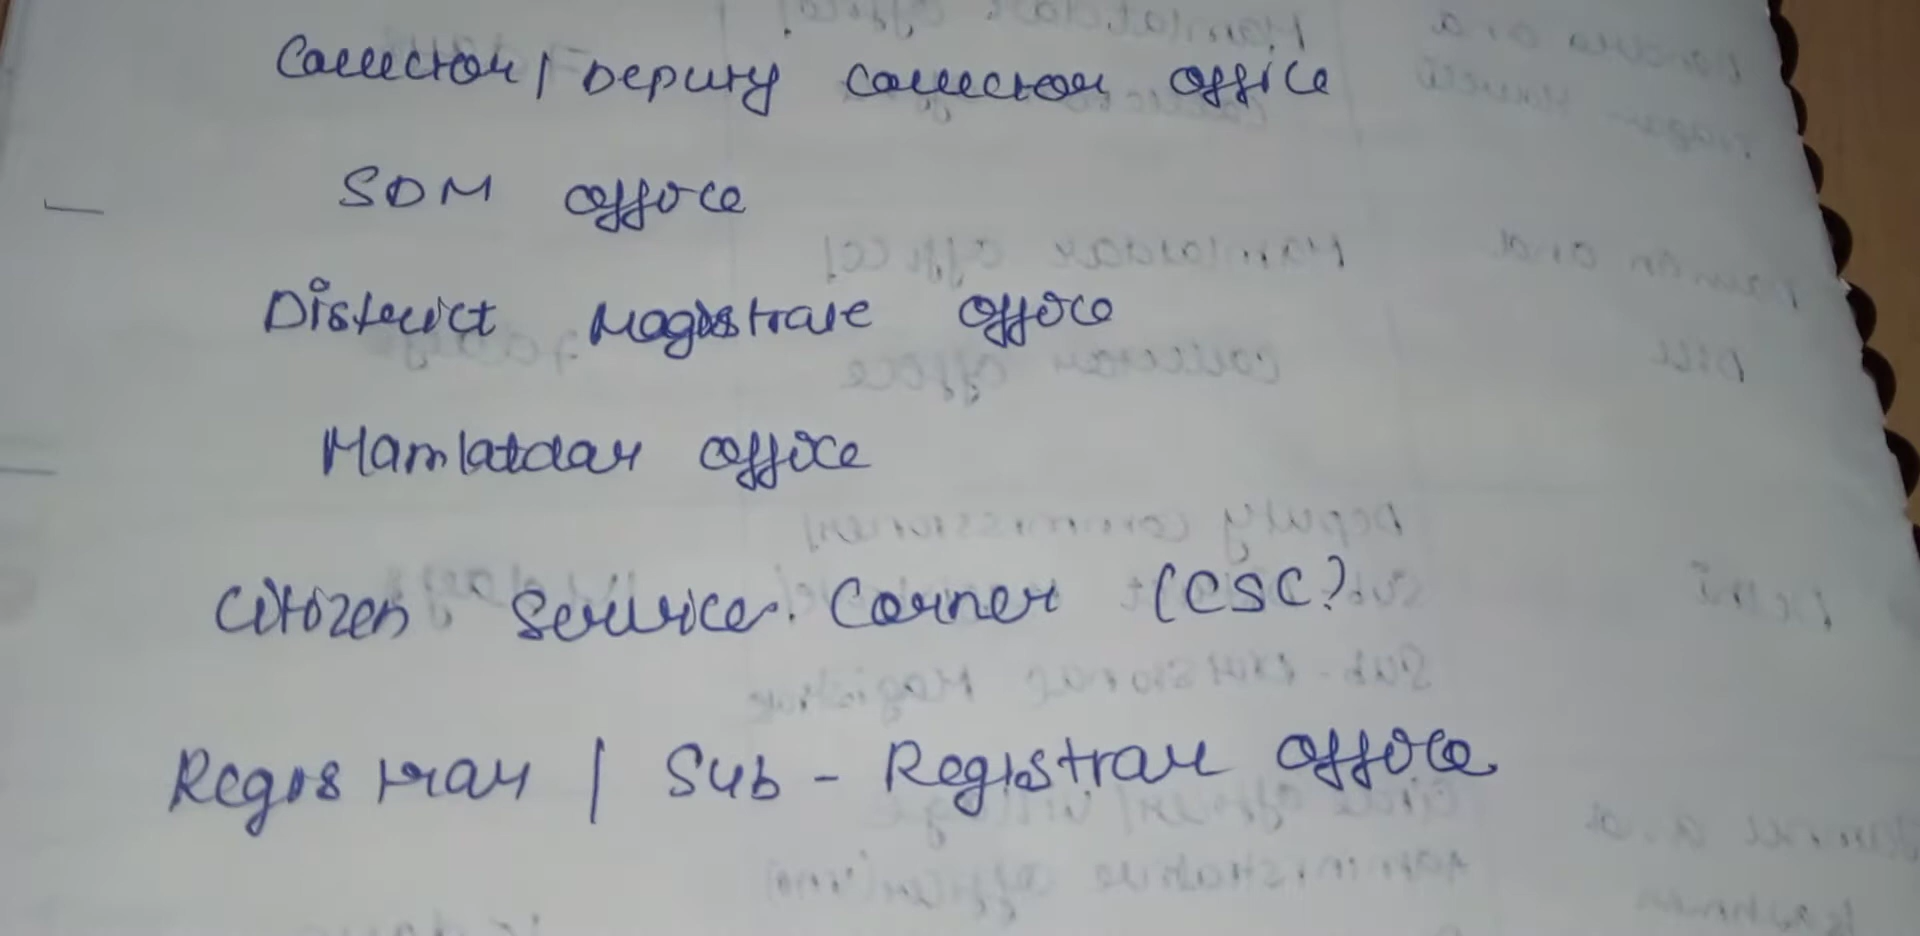 Collector / Deputy Collector office
SDM office
District Magistrate office
Mamlatdar office
Citizen Service Corner (CSC)
Registrar / Sub - Registrar office